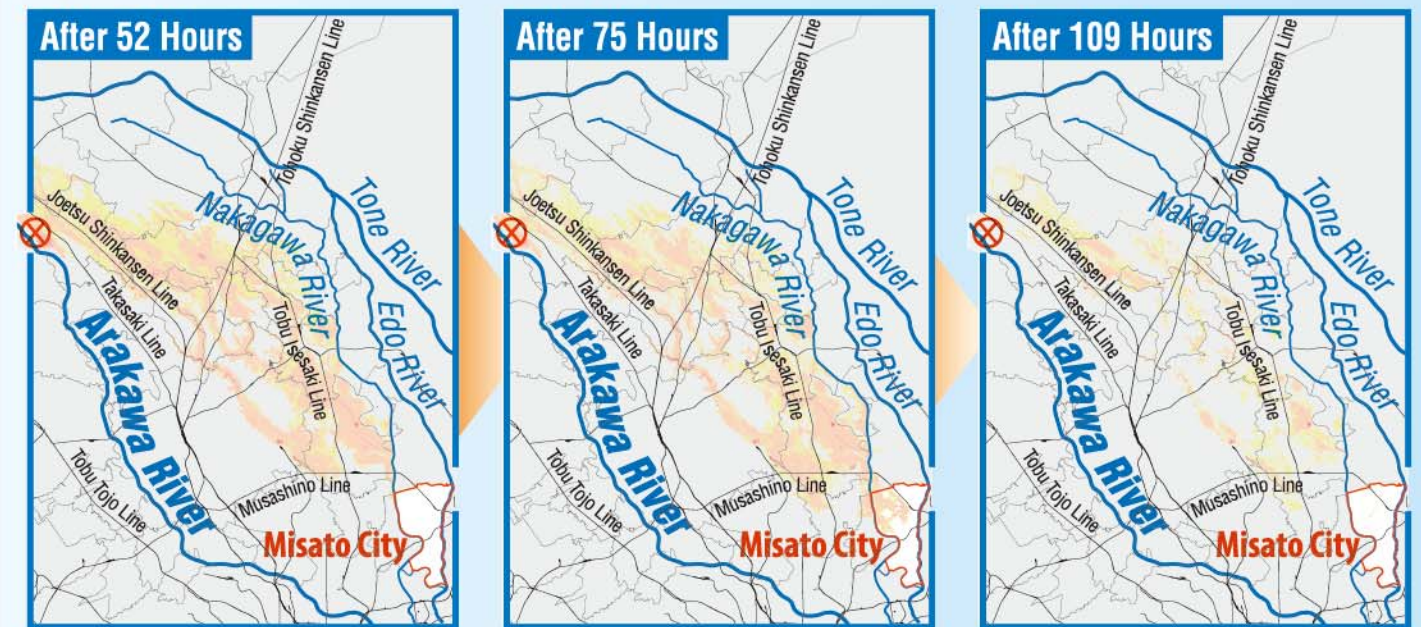 After 52 Hours
Tohoku Shinkansen Line
Tone River
Joetsu Shinkansen Line
Nakagawa River
Takasaki Line
Edo River
Tobu Isesaki Line
Arakawa River
Tobu Tojo Line
Musashino Line
Misato City
After 75 Hours
Tohoku Shinkansen Line
Tone River
Joetsu Shinkansen Line
Nakagawa River
Takasaki Line
Edo River
Tobu Isesaki Line
Arakawa River
Tobu Tojo Line
Musashino Line
Misato City
After 109 Hours
Tohoku Shinkansen Line
Tone River
Joetsu Shinkansen Line
Nakagawa River
Takasaki Line
Edo River
Tobu Isesaki Line
Arakawa River
Tobu Tojo Line
Musashino Line
Misato City